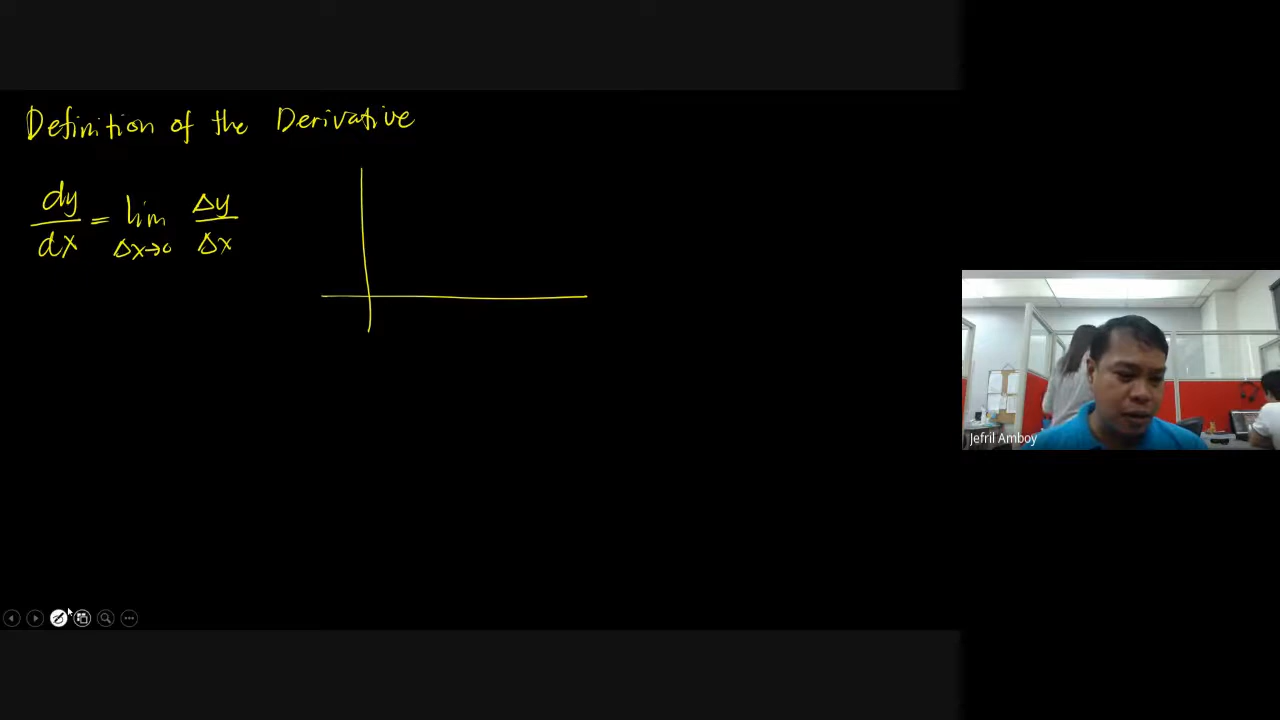 Definition of the Derivative
dy/dx = lim Δx→0 Δy/Δx
Jefril Amboy